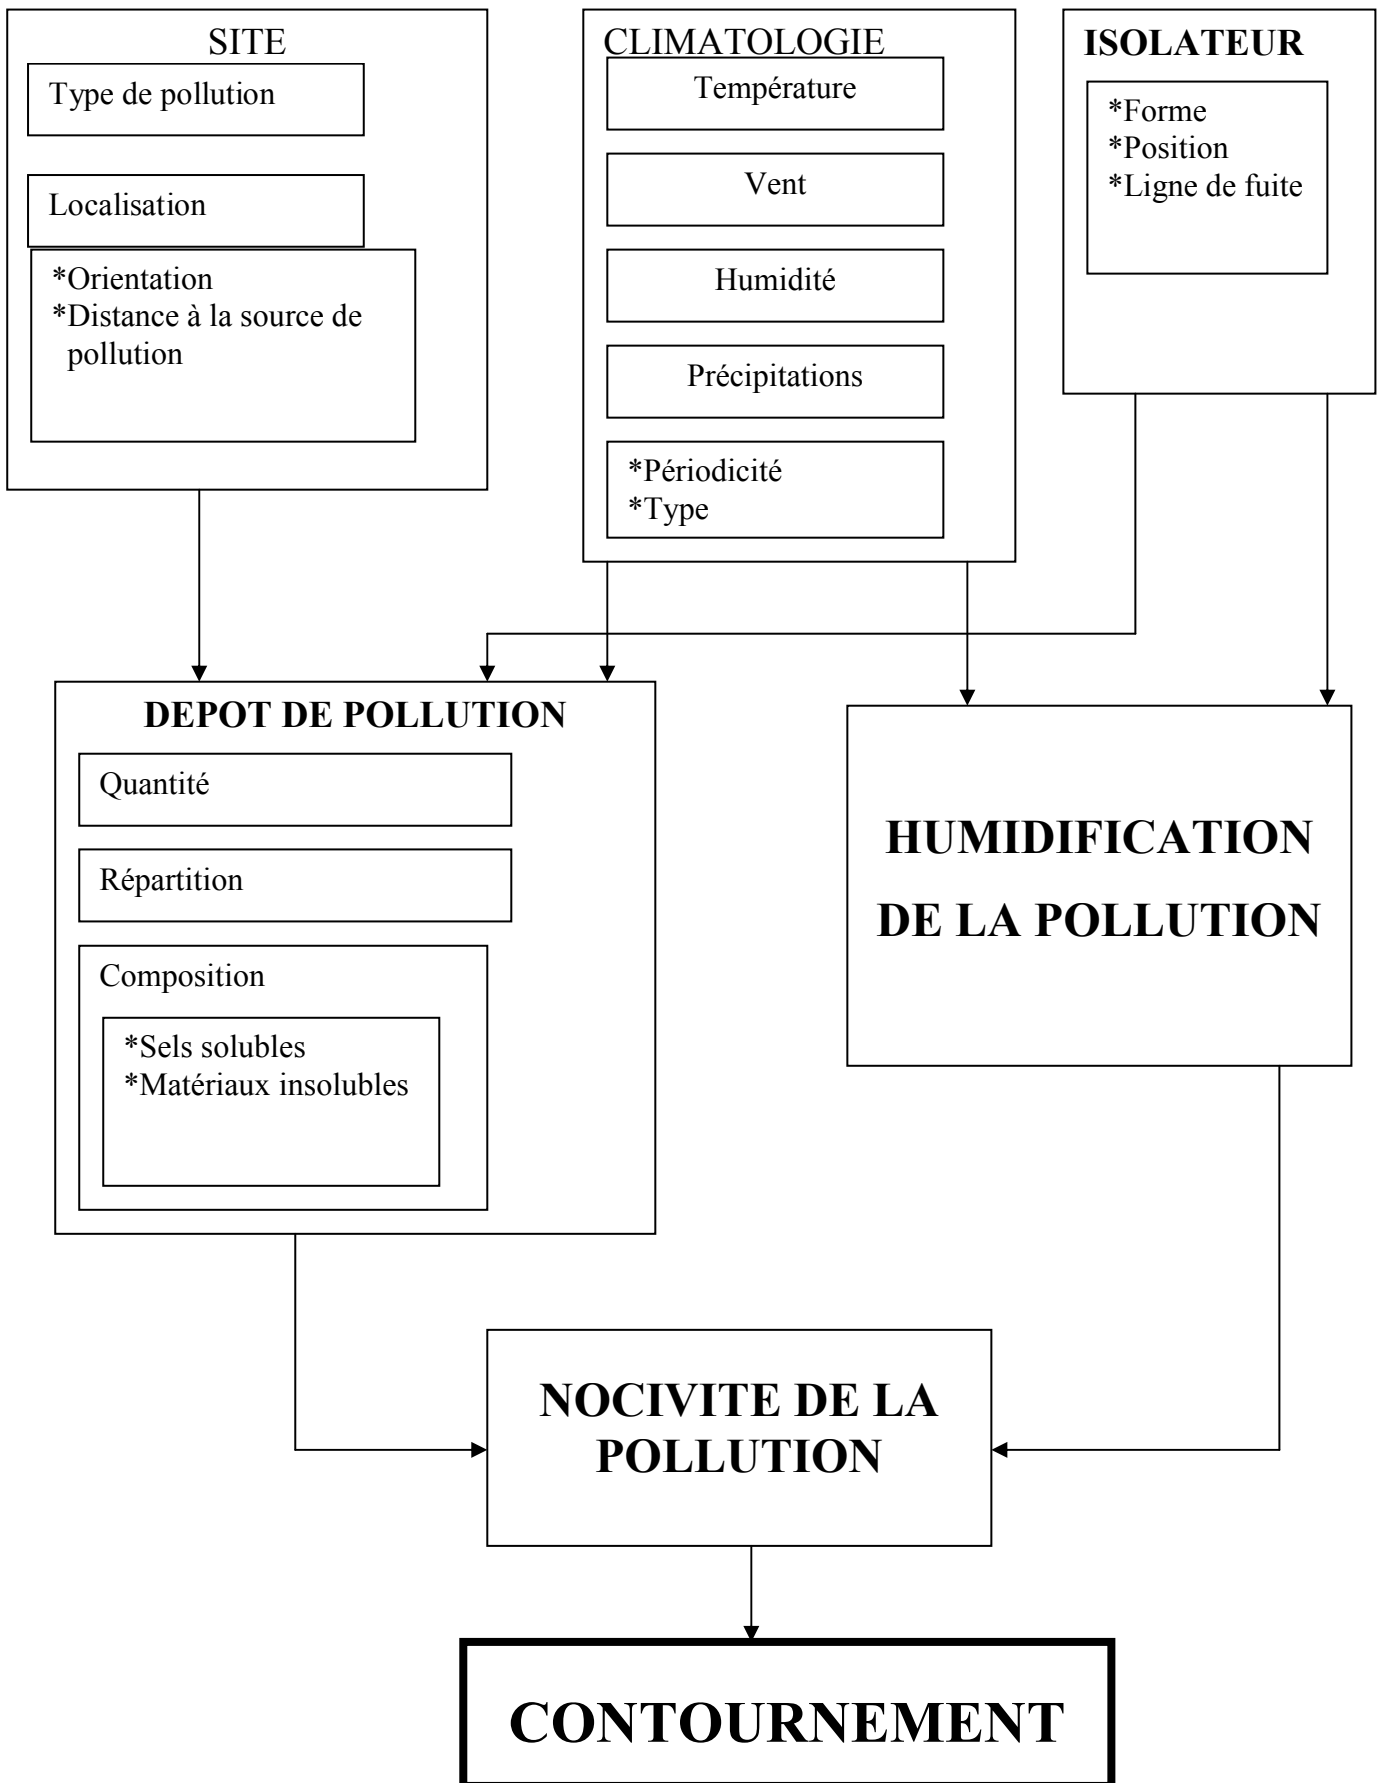 SITE
Type de pollution
Localisation
*Orientation
*Distance à la source de
pollution
CLIMATOLOGIE
Température
Vent
Humidité
Précipitations
*Périodicité
*Type
ISOLATEUR
*Forme
*Position
*Ligne de fuite
DEPOT DE POLLUTION
Quantité
Répartition
Composition
*Sels solubles
*Matériaux insolubles
HUMIDIFICATION
DE LA POLLUTION
NOCIVITE DE LA
POLLUTION
CONTOURNEMENT